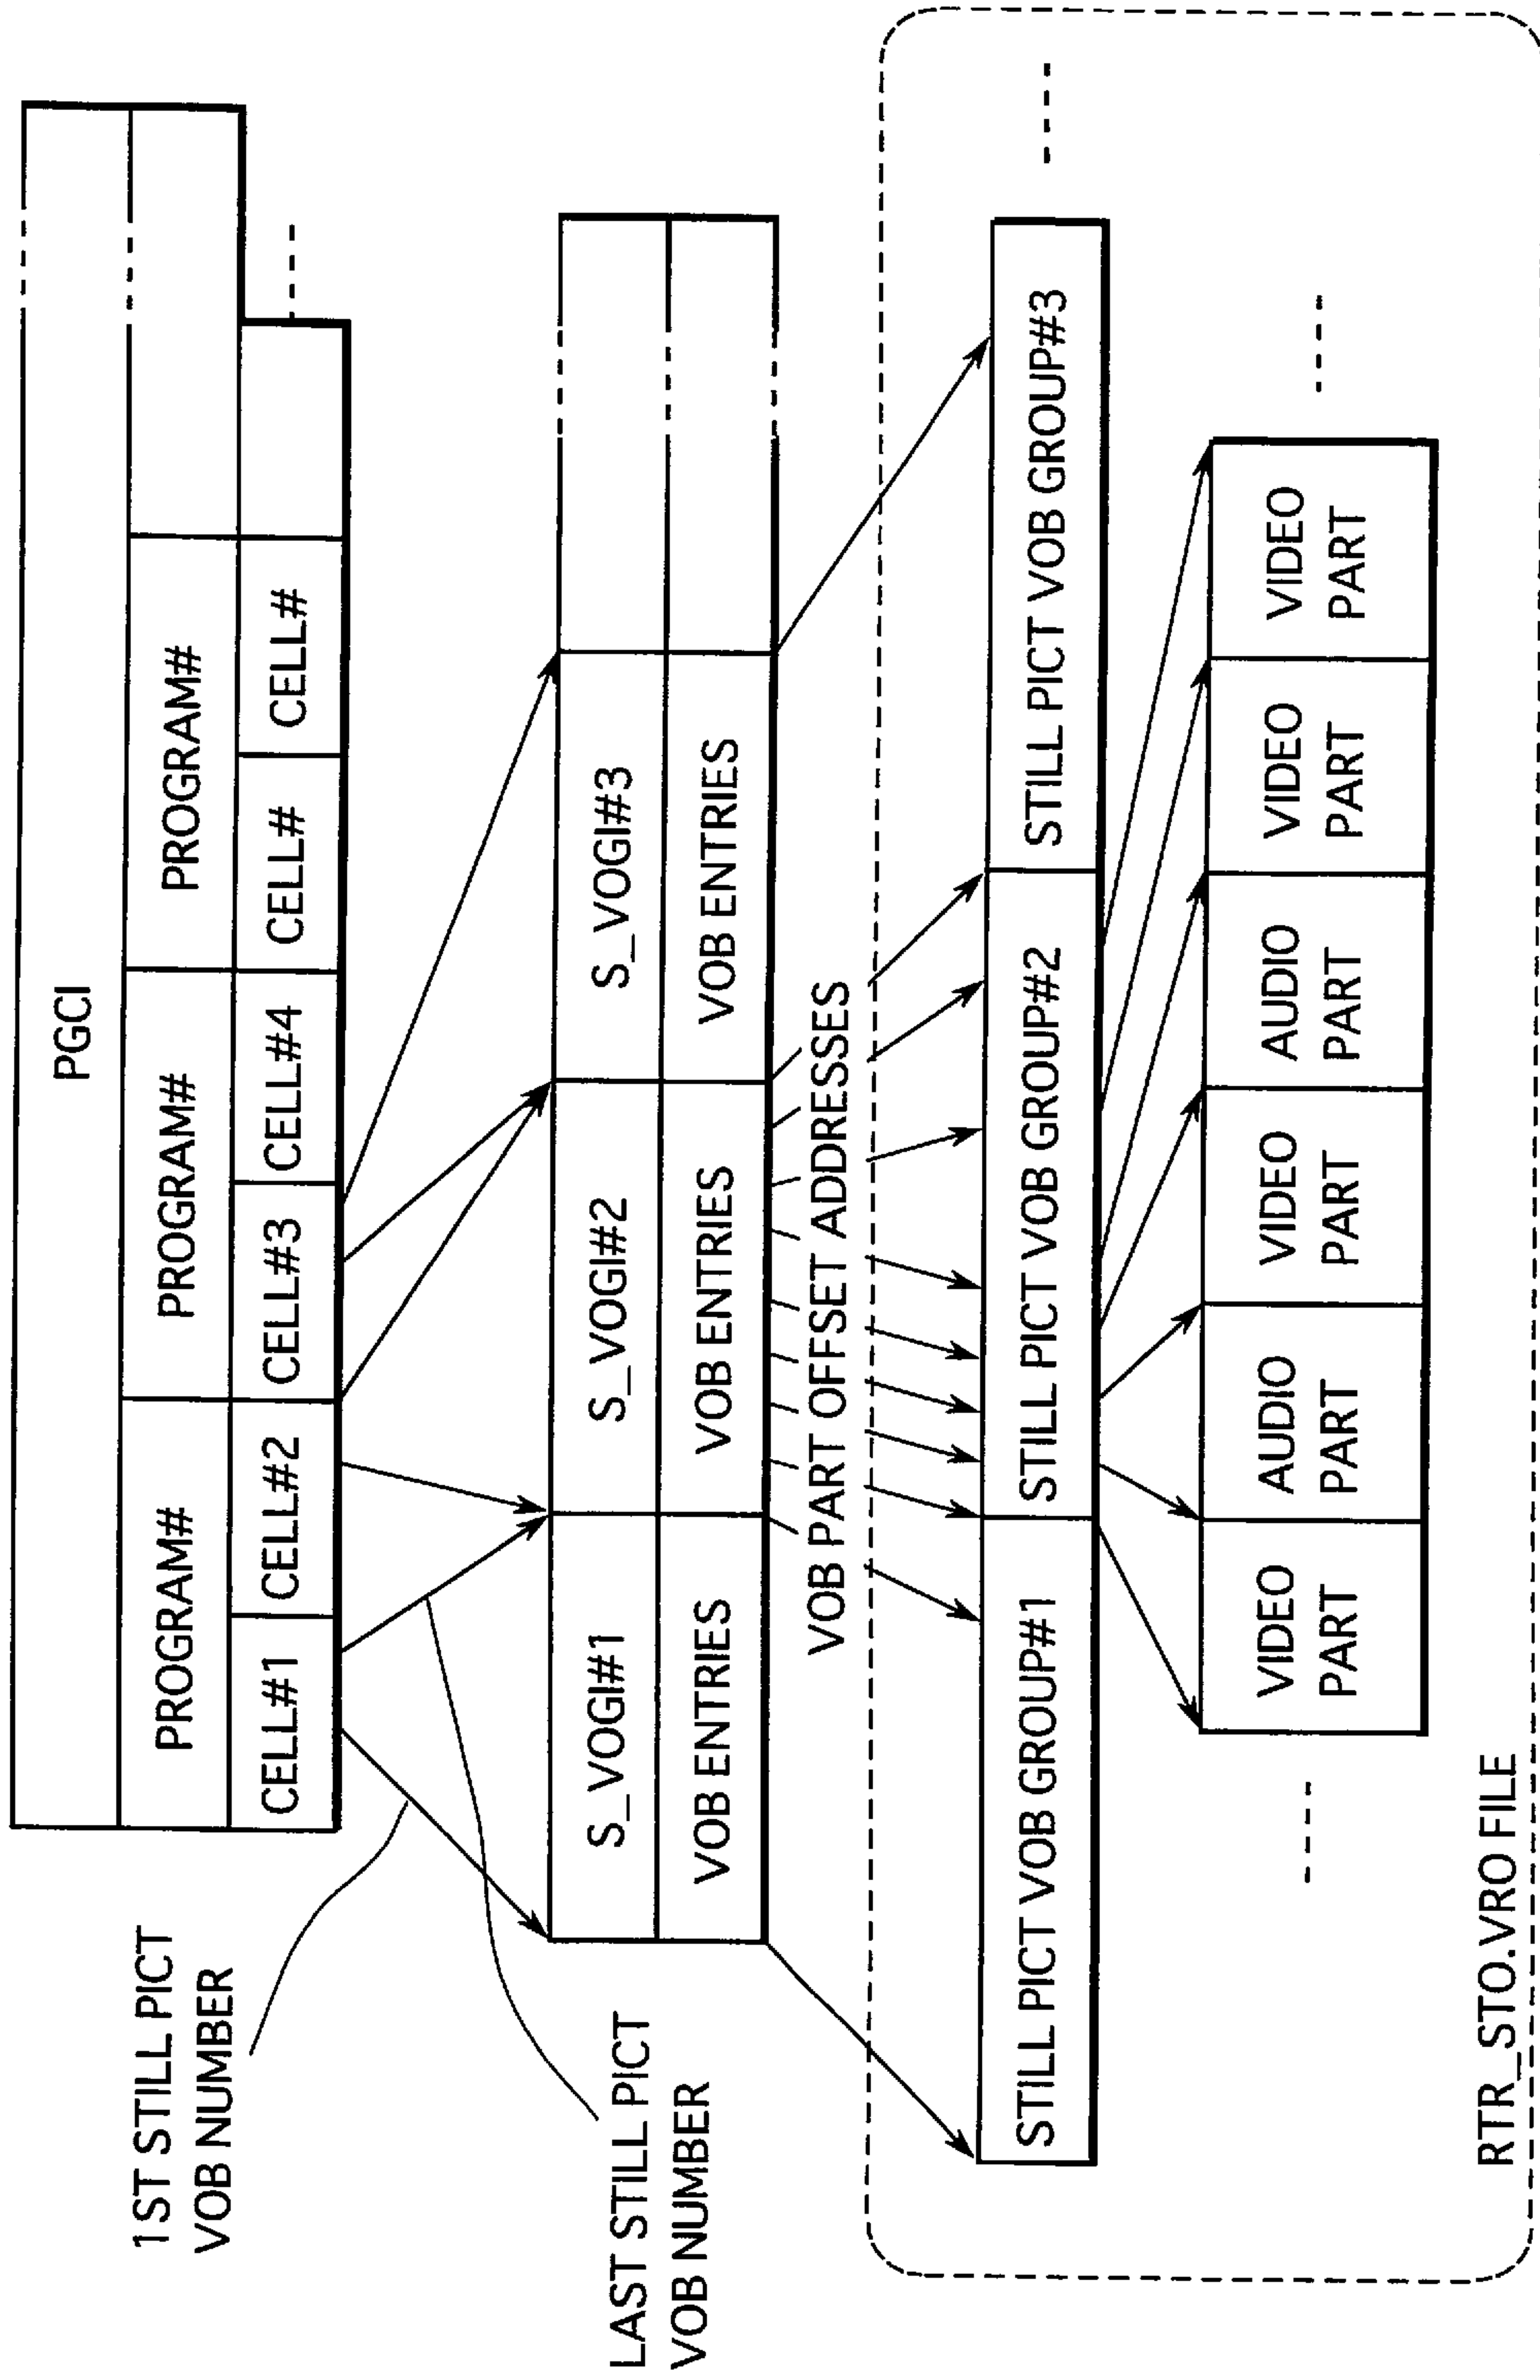 PGCI
PROGRAM#
PROGRAM#
PROGRAM#
CELL#1
CELL#2
CELL#3
CELL#4
CELL#
CELL#
1ST STILL PICT
VOB NUMBER
LAST STILL PICT
VOB NUMBER
S_VOGI#1
S_VOGI#2
S_VOGI#3
VOB ENTRIES
VOB ENTRIES
VOB ENTRIES
VOB PART OFFSET ADDRESSES
STILL PICT VOB GROUP#1
STILL PICT VOB GROUP#2
STILL PICT VOB GROUP#3
VIDEO
PART
AUDIO
PART
VIDEO
PART
AUDIO
PART
VIDEO
PART
VIDEO
PART
RTR_STO.VRO FILE